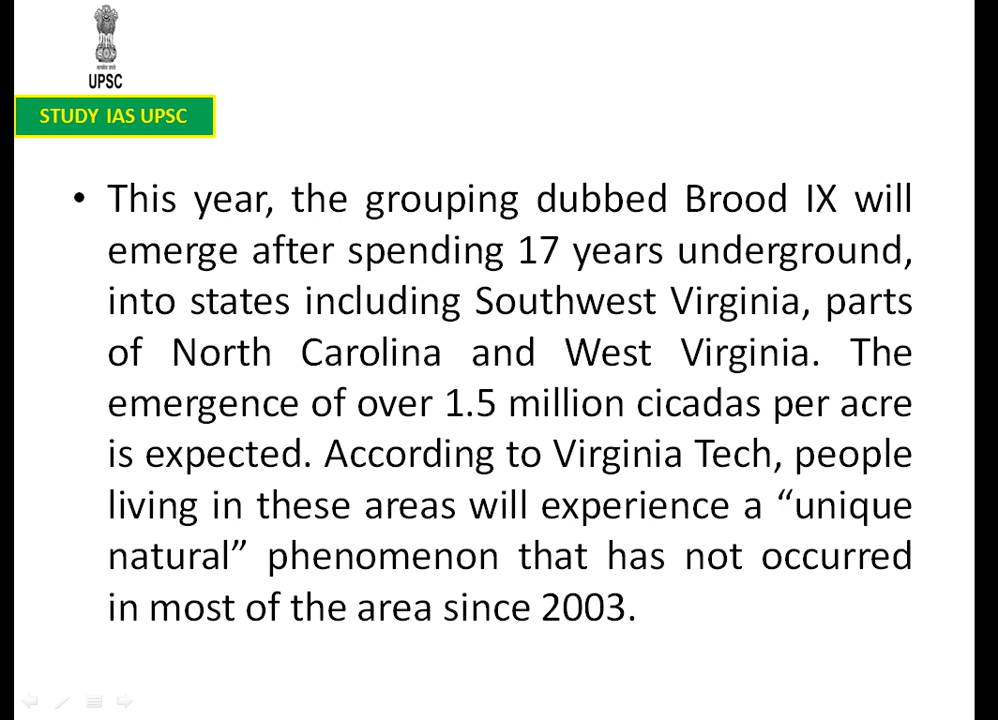 UPSC
STUDY IAS UPSC
• This year, the grouping dubbed Brood IX will
emerge after spending 17 years underground,
into states including Southwest Virginia, parts
of North Carolina and West Virginia. The
emergence of over 1.5 million cicadas per acre
is expected. According to Virginia Tech, people
living in these areas will experience a “unique
natural” phenomenon that has not occurred
in most of the area since 2003.